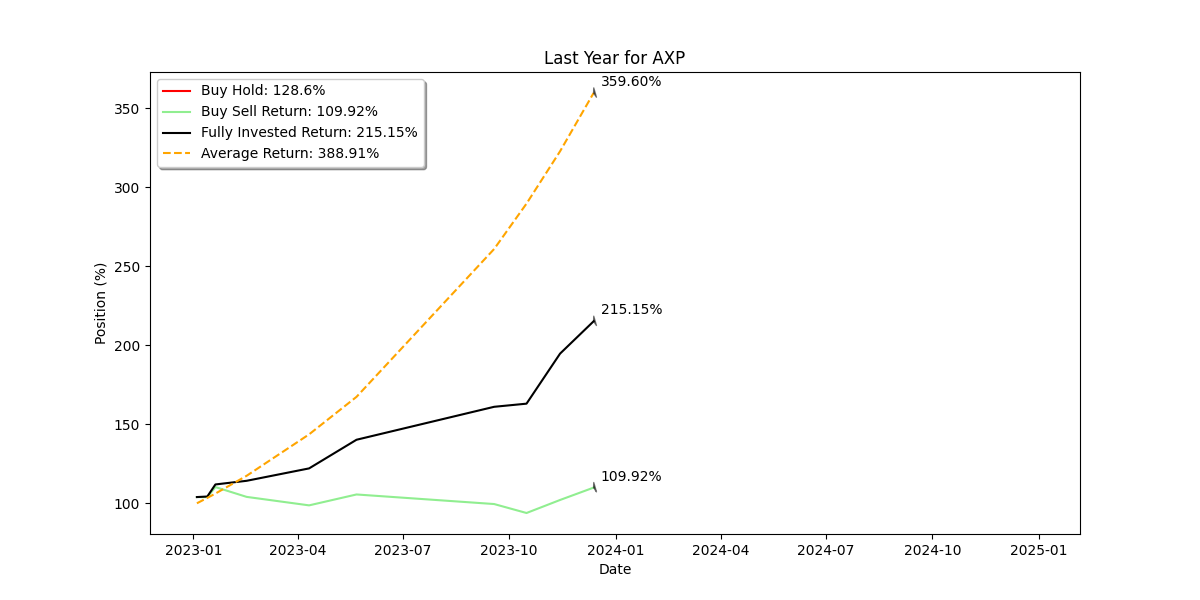 Last Year for AXP
Buy Hold: 128.6%
Buy Sell Return: 109.92%
Fully Invested Return: 215.15%
Average Return: 388.91%
359.60%
215.15%
109.92%
Position (%)
350
300
250
200
150
100
2023-01 2023-04 2023-07 2023-10 2024-01 2024-04 2024-07 2024-10 2025-01
Date